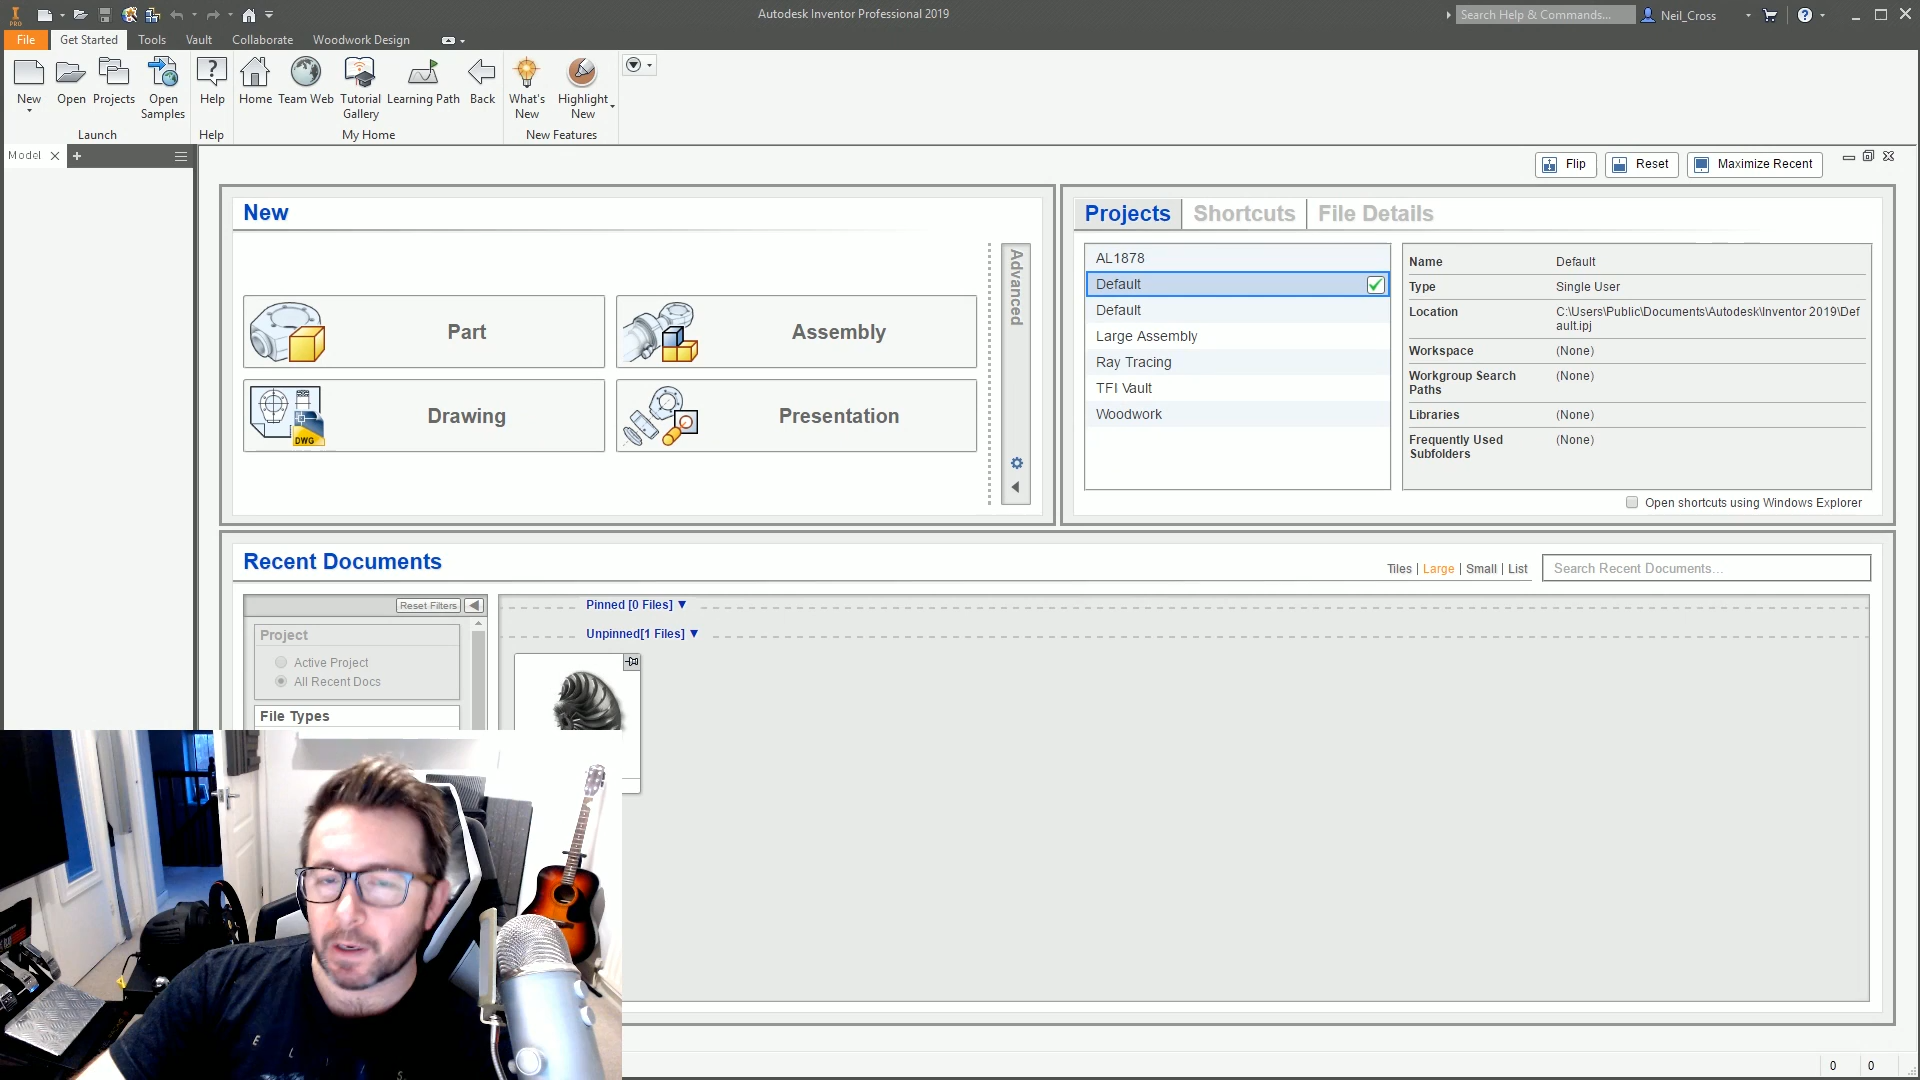 PRO
Autodesk Inventor Professional 2019
Search Help & Commands...
Neil_Cross
File
Get Started
Tools
Vault
Collaborate
Woodwork Design
New
Open
Projects
Open Samples
Help
Home
Team Web
Tutorial Gallery
Learning Path
Back
What's New
Highlight New
Launch
Help
My Home
New Features
Model
Flip
Reset
Maximize Recent
New
Part
Assembly
Drawing
DWG
Presentation
Advanced
Projects
Shortcuts
File Details
AL1878
Default
Default
Large Assembly
Ray Tracing
TFI Vault
Woodwork
Name Default
Type Single User
Location C:\Users\Public\Documents\Autodesk\Inventor 2019\Def
ault.ipj
Workspace (None)
Workgroup Search (None)
Paths
Libraries (None)
Frequently Used (None)
Subfolders
Open shortcuts using Windows Explorer
Recent Documents
Tiles | Large | Small | List
Search Recent Documents...
Reset Filters
Project
Active Project
All Recent Docs
File Types
Pinned [0 Files]
Unpinned[1 Files]
0 0